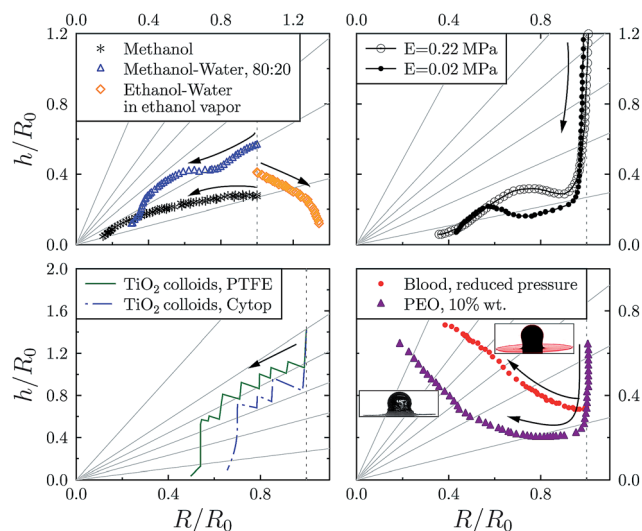 0.0 0.4 0.8 1.2
1.2
0.8
0.4
0.0
h/R₀
Methanol
Methanol-Water, 80:20
Ethanol-Water
in ethanol vapor
0.4 0.6 0.8 1.0
1.2
0.8
0.4
0.0
E=0.22 MPa
E=0.02 MPa
2.0
1.6
1.2
0.8
0.4
0.0
h/R₀
TiO₂ colloids, PTFE
TiO₂ colloids, Cytop
0.0 0.4 0.8
R/R₀
0.8
0.4
0.0
Blood, reduced pressure
PEO, 10% wt.
0.0 0.4 0.8
R/R₀